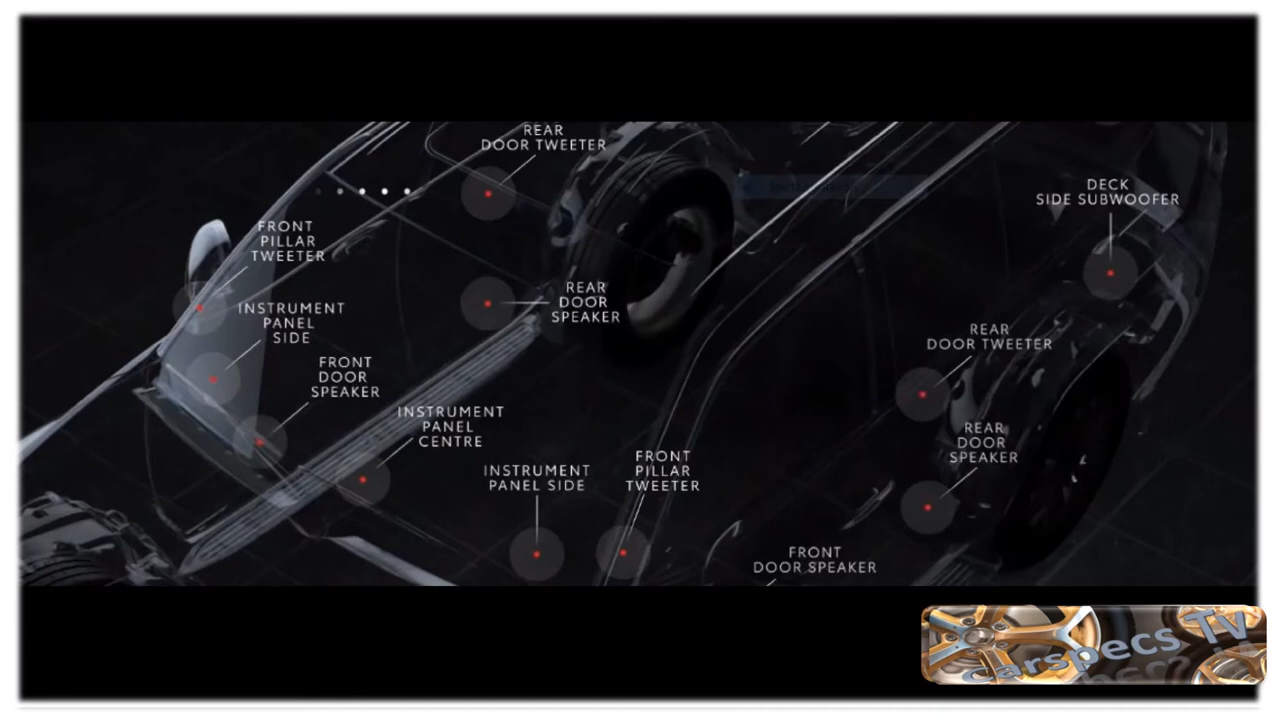 REAR
DOOR TWEETER
FRONT
PILLAR
TWEETER
INSTRUMENT
PANEL
SIDE
FRONT
DOOR
SPEAKER
REAR
DOOR
SPEAKER
INSTRUMENT
PANEL
CENTRE
INSTRUMENT
PANEL SIDE
FRONT
PILLAR
TWEETER
FRONT
DOOR SPEAKER
DECK
SIDE SUBWOOFER
REAR
DOOR TWEETER
REAR
DOOR
SPEAKER
Carspecs Tv